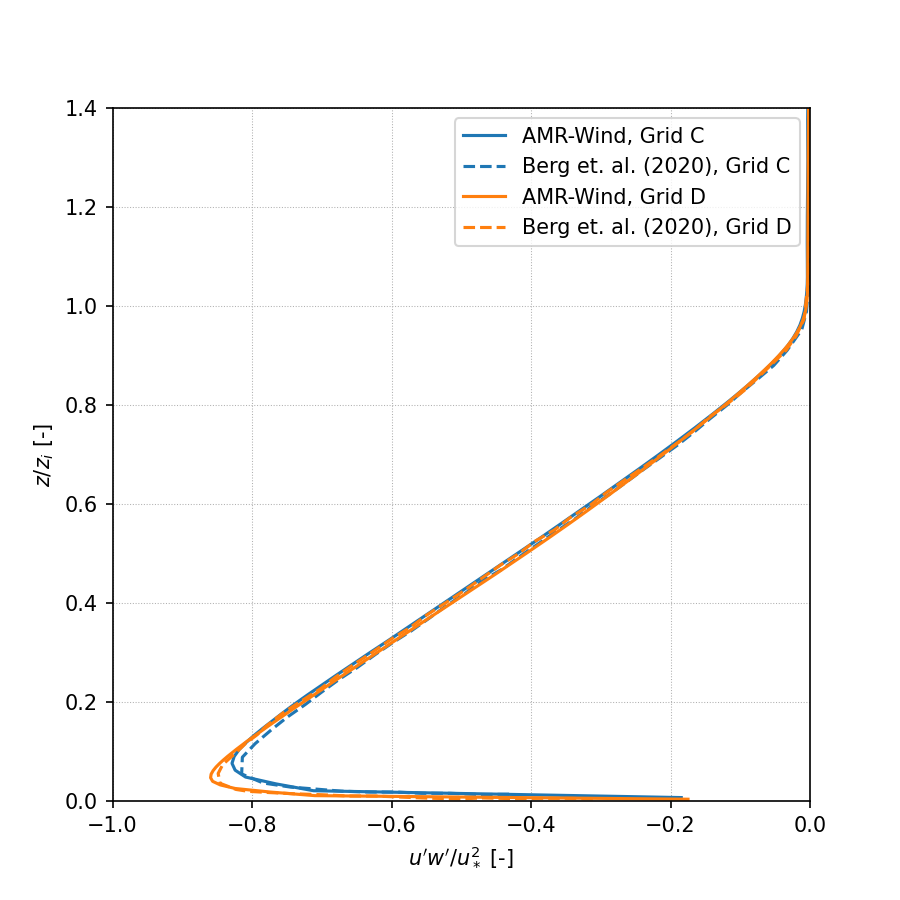 1.4
1.2
1.0
0.8
0.6
0.4
0.2
0.0
z/z_i [-]
AMR-Wind, Grid C
Berg et. al. (2020), Grid C
AMR-Wind, Grid D
Berg et. al. (2020), Grid D
−1.0 −0.8 −0.6 −0.4 −0.2 0.0
u′w′/u_*^2 [-]